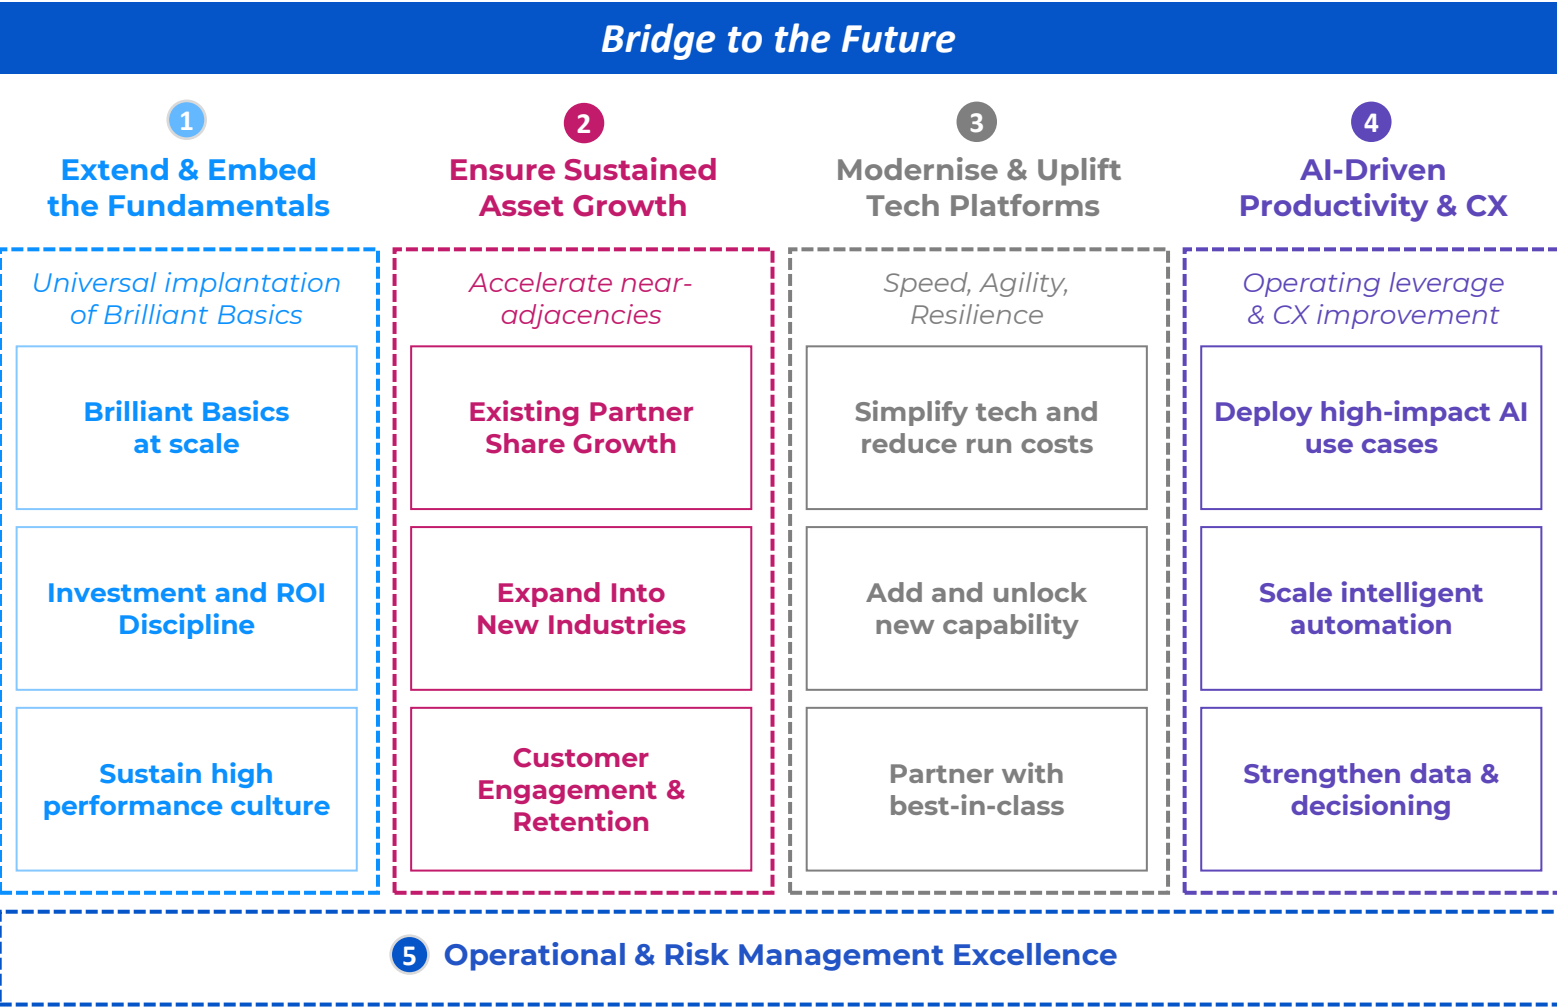 Bridge to the Future
1
Extend & Embed
the Fundamentals
Universal implantation
of Brilliant Basics
Brilliant Basics
at scale
Investment and ROI
Discipline
Sustain high
performance culture
2
Ensure Sustained
Asset Growth
Accelerate near-
adjacencies
Existing Partner
Share Growth
Expand Into
New Industries
Customer
Engagement &
Retention
3
Modernise & Uplift
Tech Platforms
Speed, Agility,
Resilience
Simplify tech and
reduce run costs
Add and unlock
new capability
Partner with
best-in-class
4
AI-Driven
Productivity & CX
Operating leverage
& CX improvement
Deploy high-impact AI
use cases
Scale intelligent
automation
Strengthen data &
decisioning
5 Operational & Risk Management Excellence